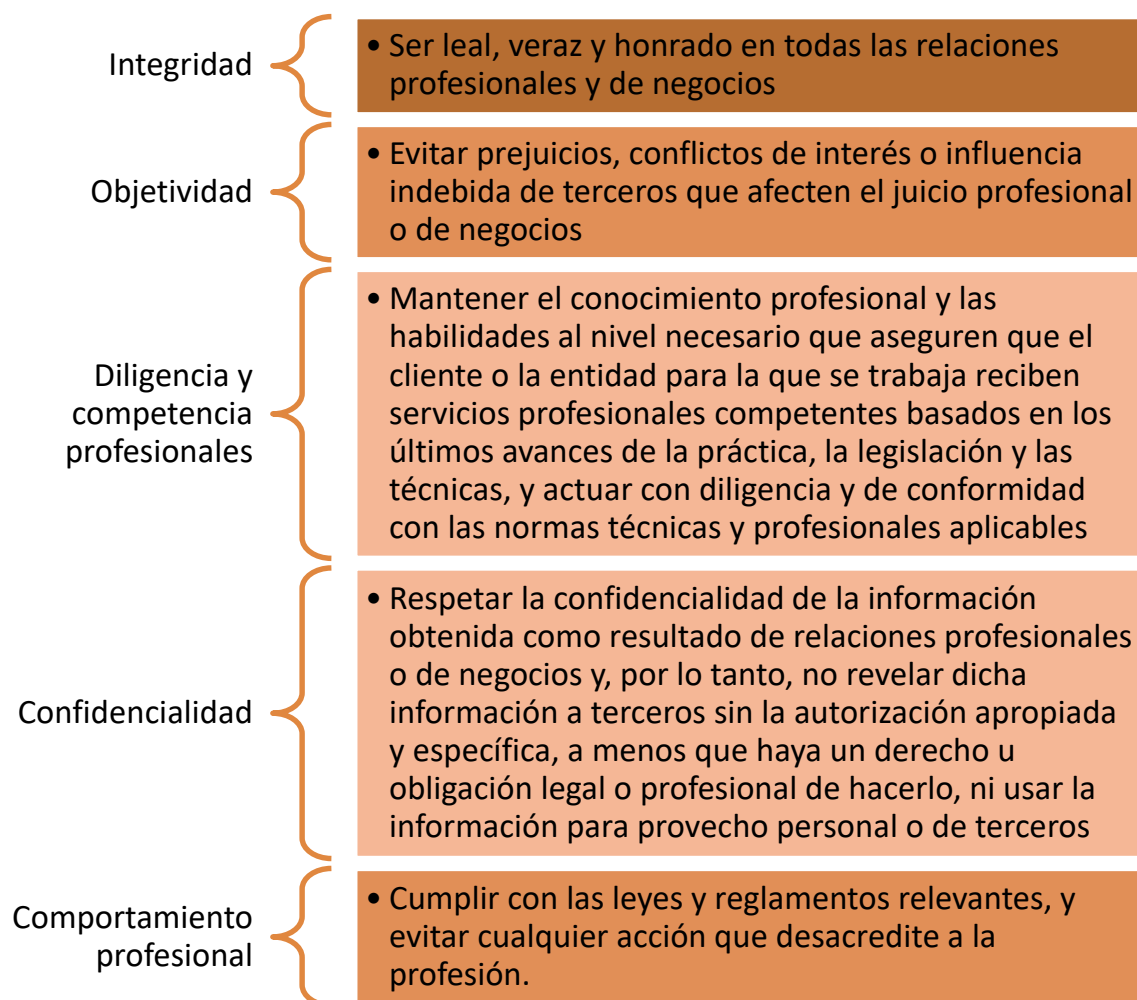 Integridad
• Ser leal, veraz y honrado en todas las relaciones
profesionales y de negocios
Objetividad
• Evitar prejuicios, conflictos de interés o influencia
indebida de terceros que afecten el juicio profesional
o de negocios
Diligencia y
competencia
profesionales
• Mantener el conocimiento profesional y las
habilidades al nivel necesario que aseguren que el
cliente o la entidad para la que se trabaja reciben
servicios profesionales competentes basados en los
últimos avances de la práctica, la legislación y las
técnicas, y actuar con diligencia y de conformidad
con las normas técnicas y profesionales aplicables
Confidencialidad
• Respetar la confidencialidad de la información
obtenida como resultado de relaciones profesionales
o de negocios y, por lo tanto, no revelar dicha
información a terceros sin la autorización apropiada
y específica, a menos que haya un derecho u
obligación legal o profesional de hacerlo, ni usar la
información para provecho personal o de terceros
Comportamiento
profesional
• Cumplir con las leyes y reglamentos relevantes, y
evitar cualquier acción que desacredite a la
profesión.